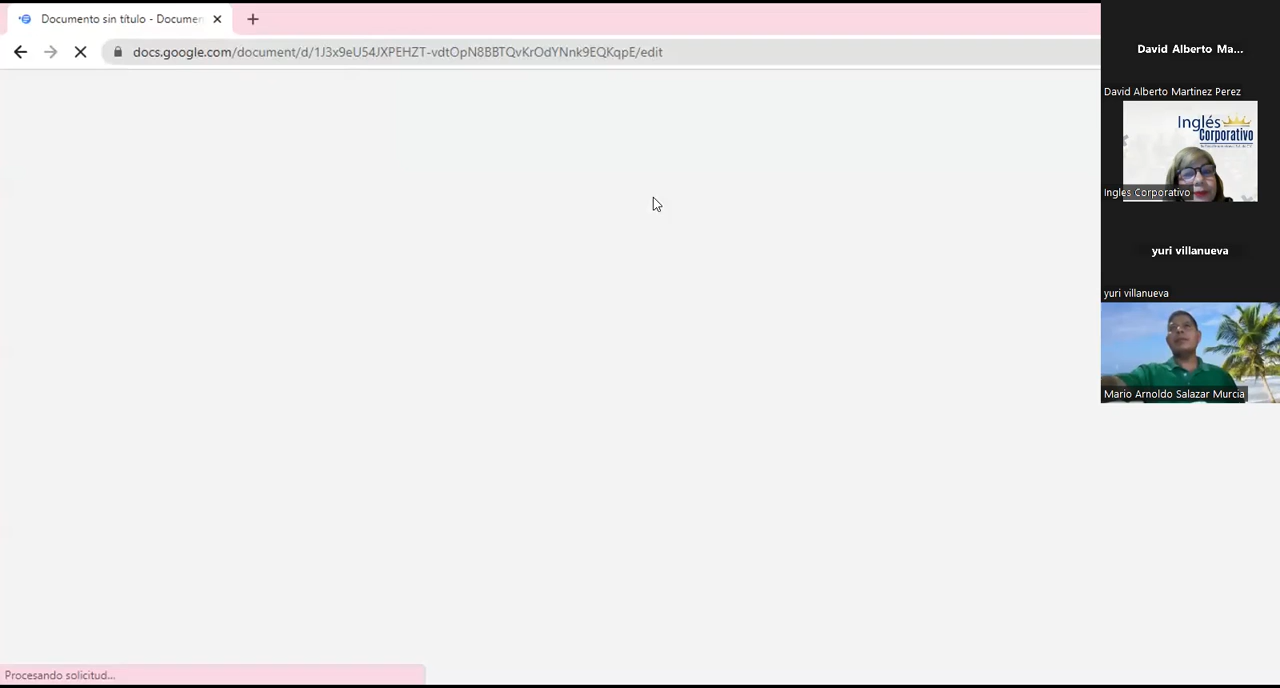 Documento sin título - Documen
docs.google.com/document/d/1J3x9eU54JXPEHZT-vdtOpN8BBTQvKrOdYNnk9EQKqpE/edit
David Alberto Ma...
David Alberto Martinez Perez
Inglés
Corporativo
Ingles Corporativo
yuri villanueva
yuri villanueva
Mario Arnoldo Salazar Murcia
Procesando solicitud...